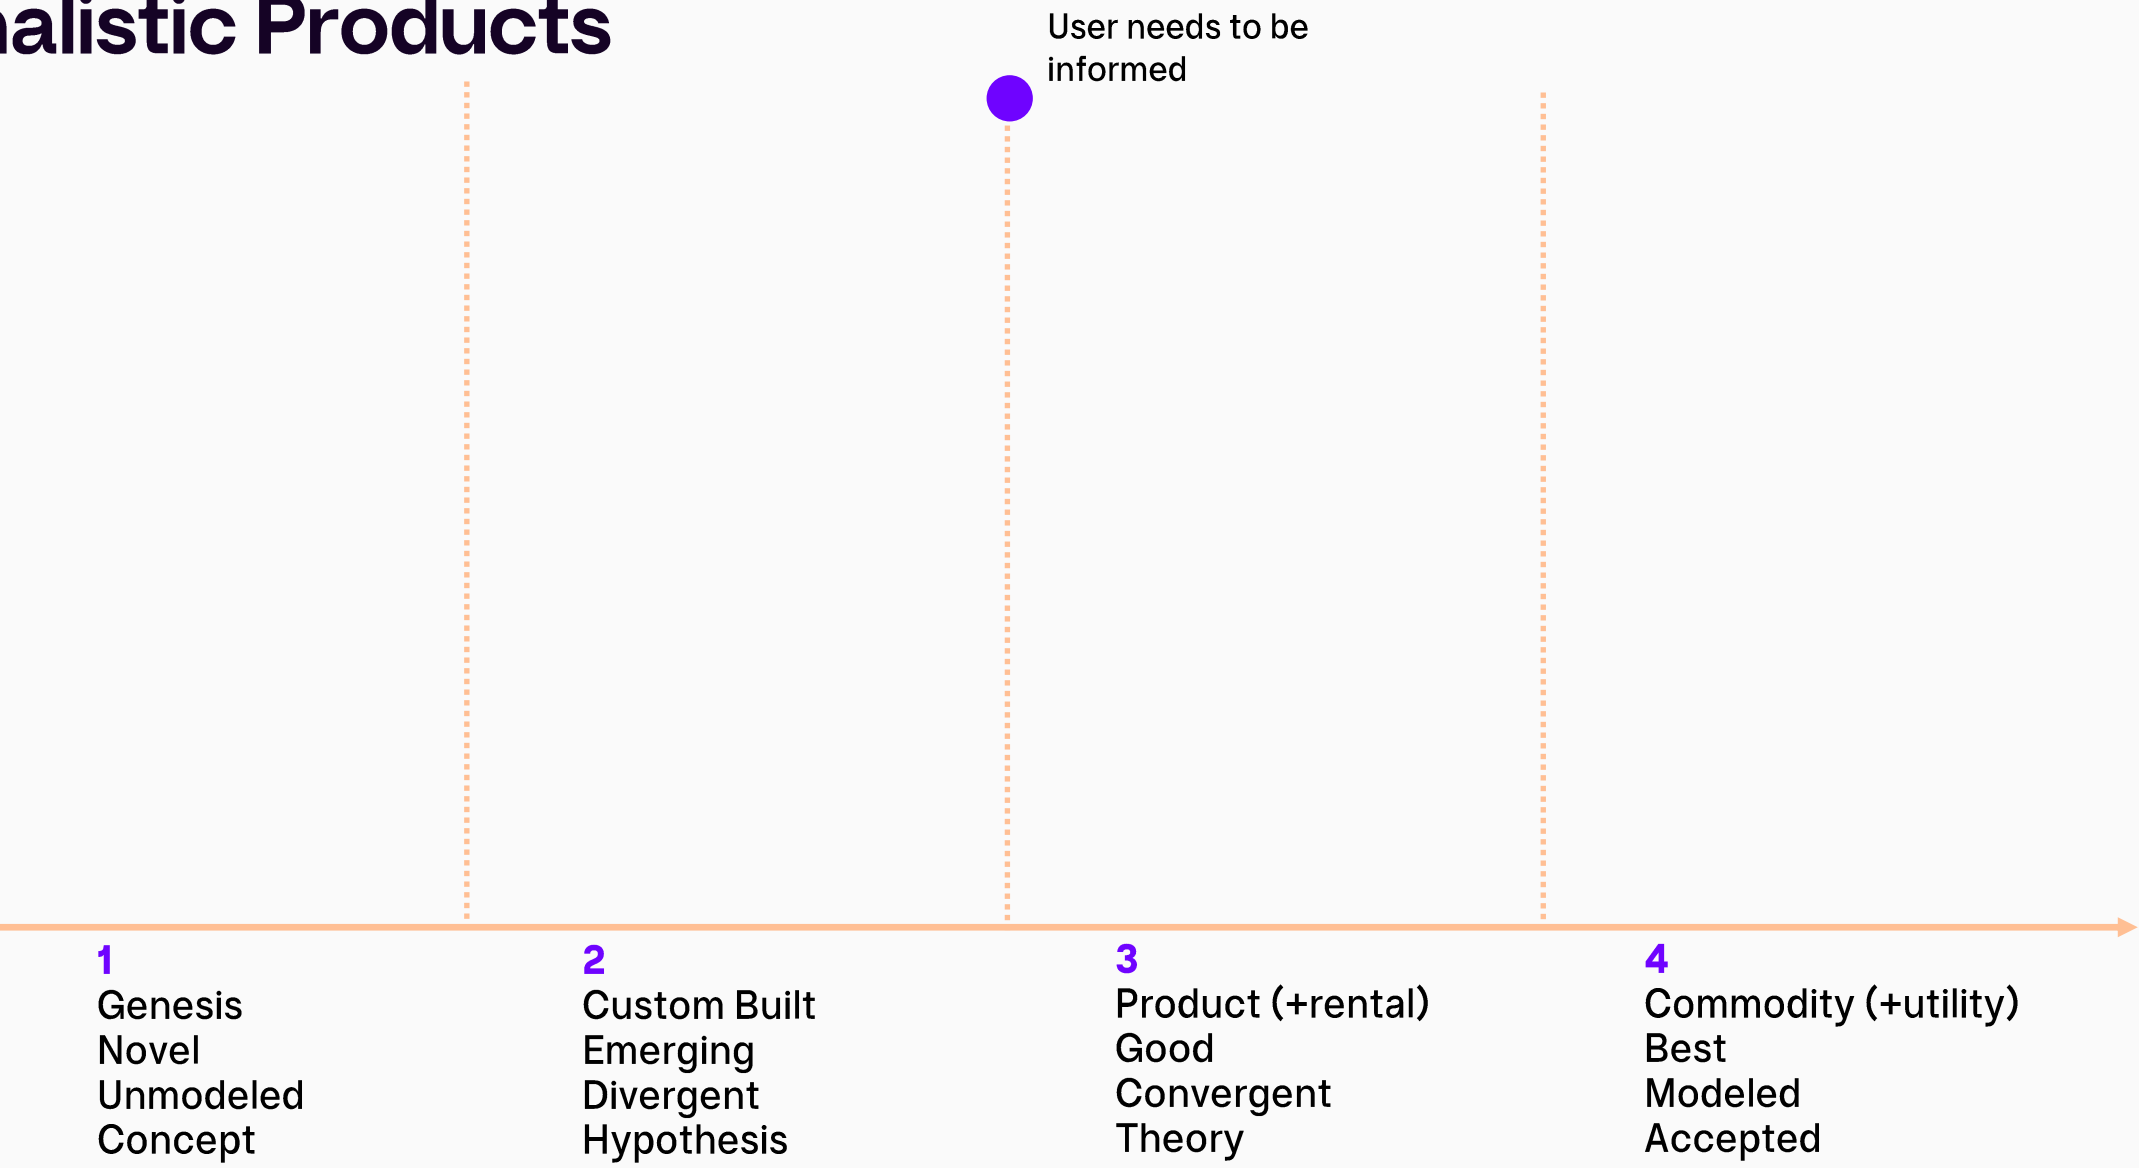 nalistic Products
User needs to be
informed
1
Genesis
Novel
Unmodeled
Concept
2
Custom Built
Emerging
Divergent
Hypothesis
3
Product (+rental)
Good
Convergent
Theory
4
Commodity (+utility)
Best
Modeled
Accepted